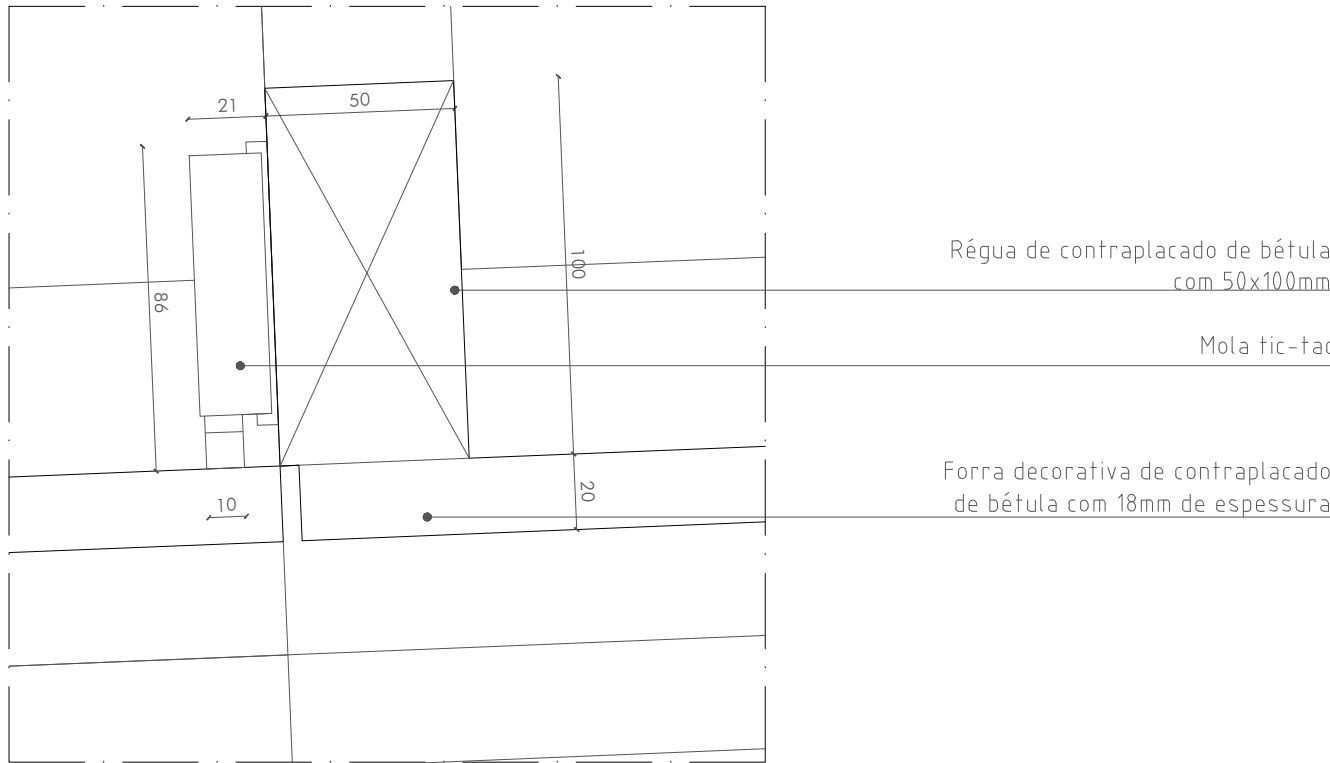 21
50
100
86
Régua de contraplacado de bétula
com 50x100mm
Mola tic-tac
Forra decorativa de contraplacado
de bétula com 18mm de espessura
20
10